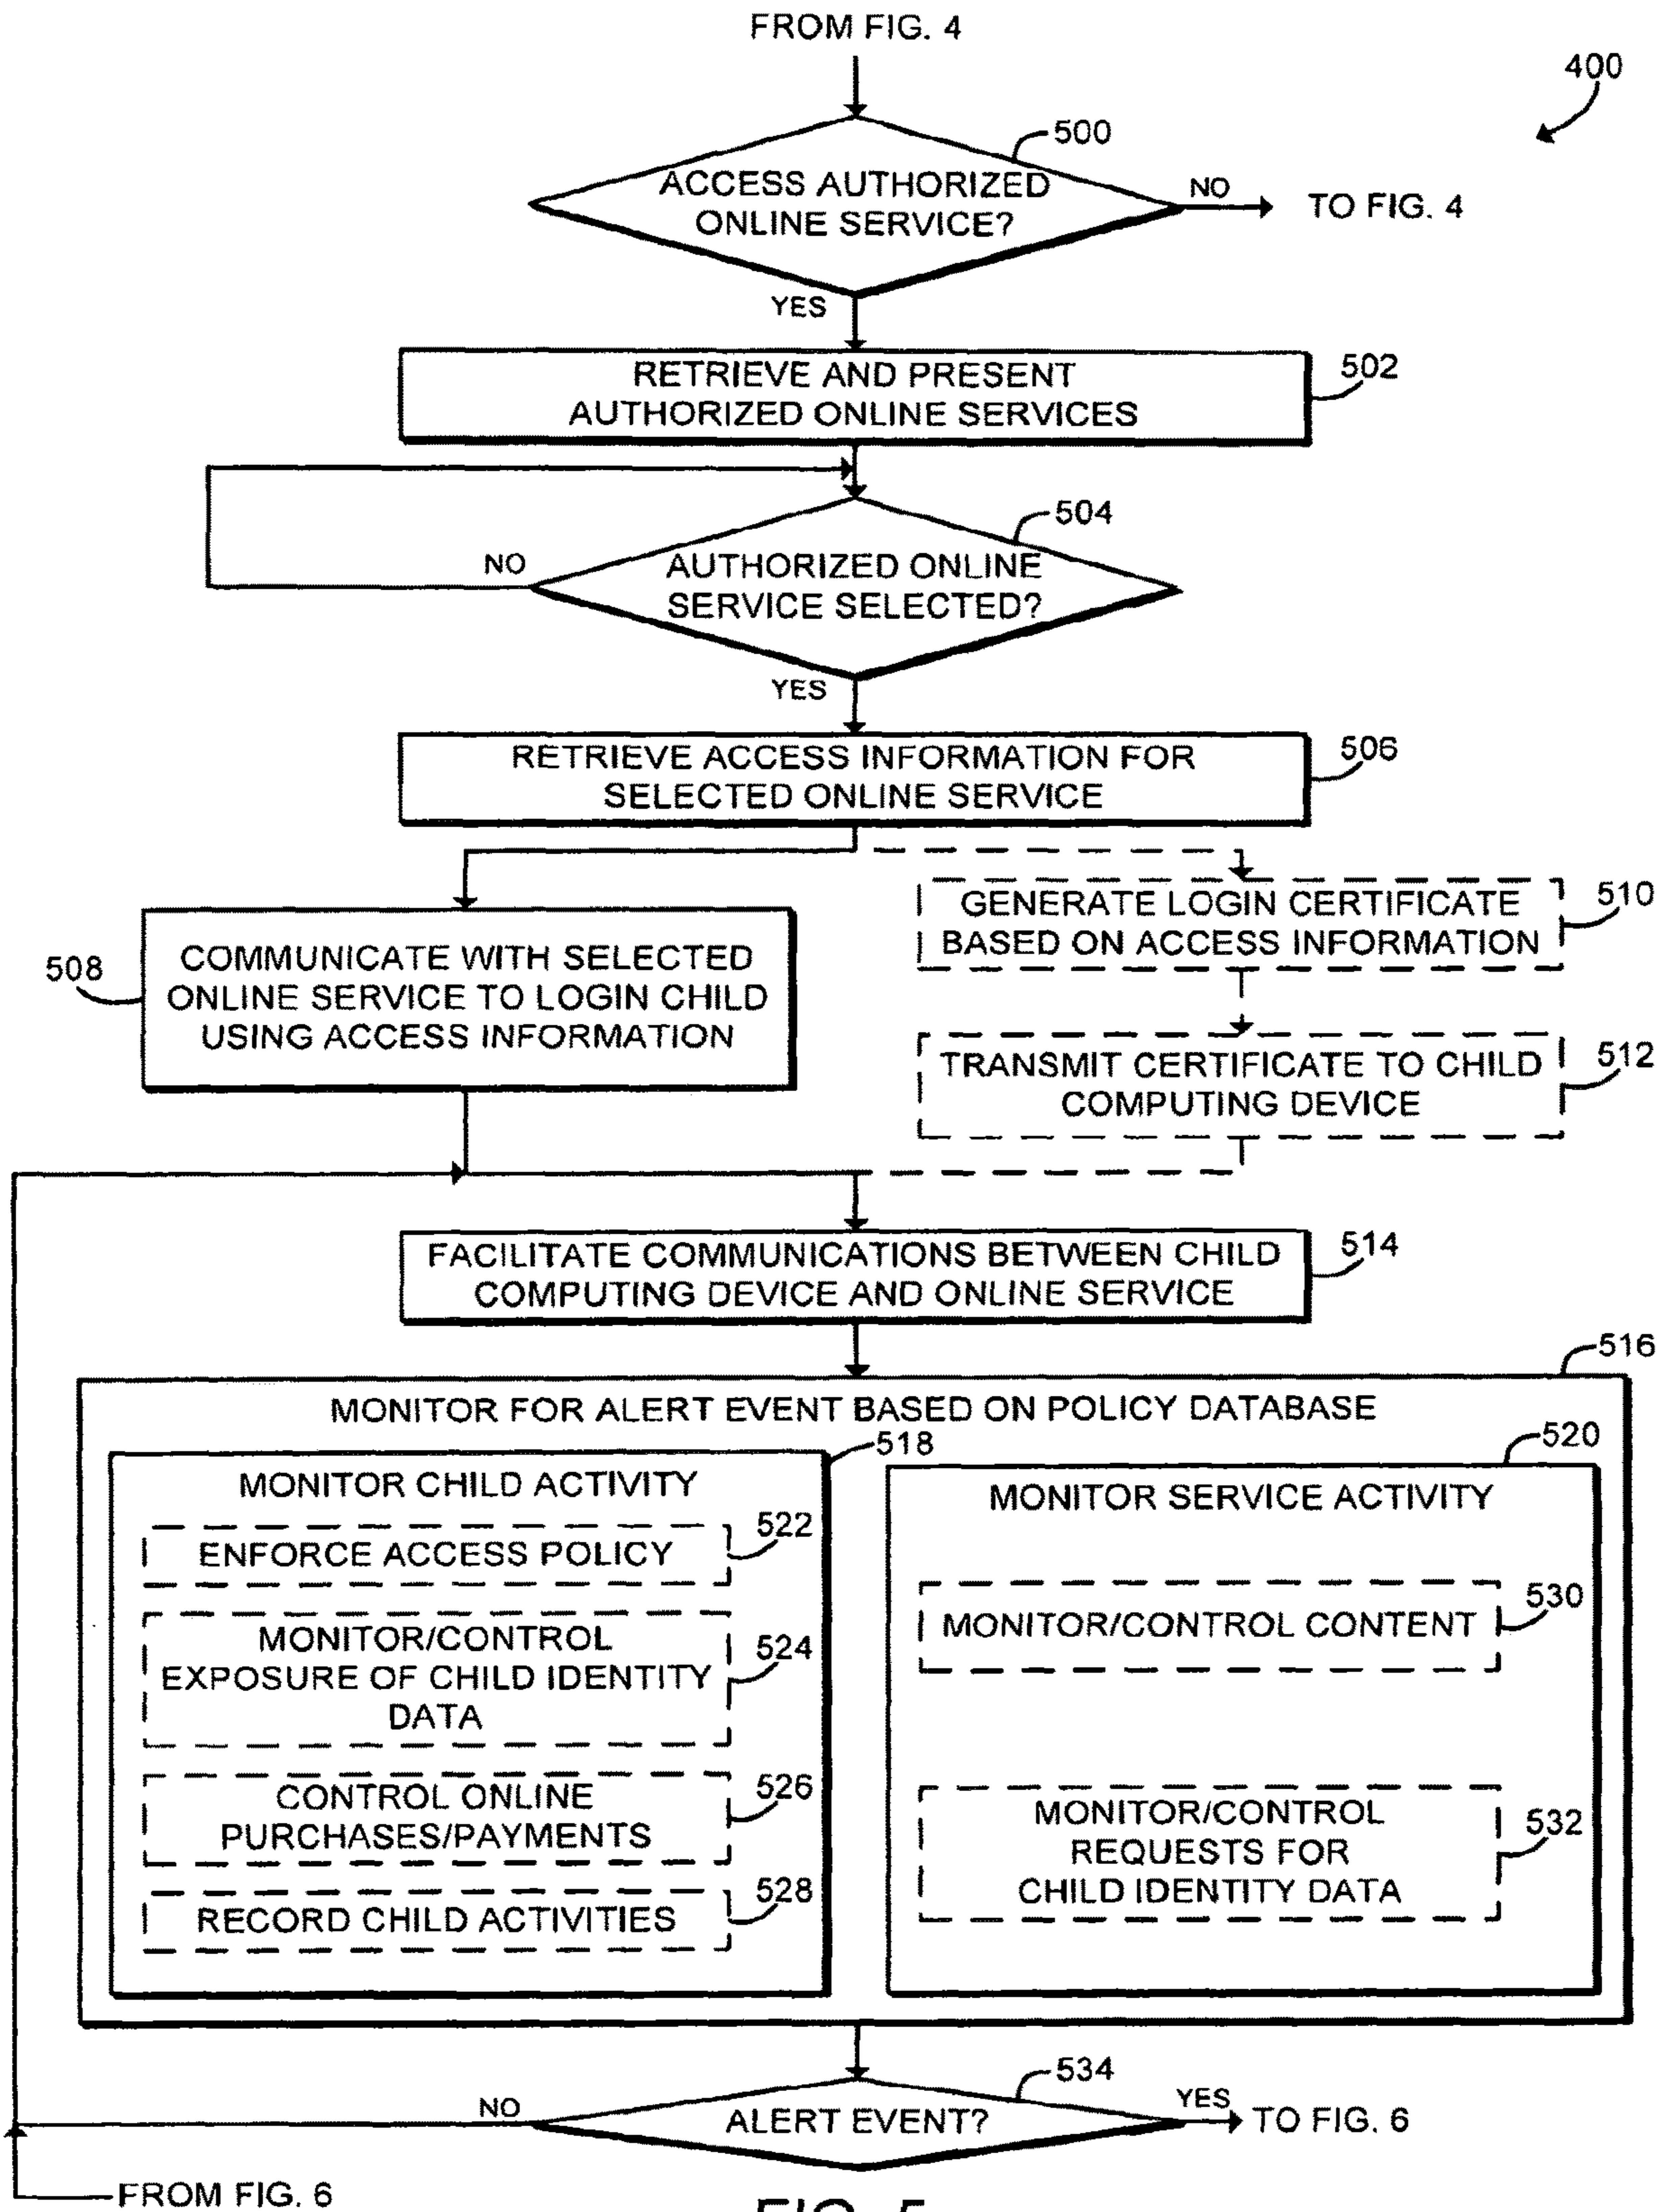 FROM FIG. 4
400
500
ACCESS AUTHORIZED
ONLINE SERVICE?
NO
TO FIG. 4
YES
RETRIEVE AND PRESENT
AUTHORIZED ONLINE SERVICES
502
504
NO
AUTHORIZED ONLINE
SERVICE SELECTED?
YES
RETRIEVE ACCESS INFORMATION FOR
SELECTED ONLINE SERVICE
506
508
COMMUNICATE WITH SELECTED
ONLINE SERVICE TO LOGIN CHILD
USING ACCESS INFORMATION
GENERATE LOGIN CERTIFICATE
BASED ON ACCESS INFORMATION
510
TRANSMIT CERTIFICATE TO CHILD
COMPUTING DEVICE
512
FACILITATE COMMUNICATIONS BETWEEN CHILD
COMPUTING DEVICE AND ONLINE SERVICE
514
516
MONITOR FOR ALERT EVENT BASED ON POLICY DATABASE
518
MONITOR CHILD ACTIVITY
ENFORCE ACCESS POLICY
522
MONITOR/CONTROL
EXPOSURE OF CHILD IDENTITY
DATA
524
CONTROL ONLINE
PURCHASES/PAYMENTS
526
RECORD CHILD ACTIVITIES
528
520
MONITOR SERVICE ACTIVITY
MONITOR/CONTROL CONTENT
530
MONITOR/CONTROL
REQUESTS FOR
CHILD IDENTITY DATA
532
534
NO
ALERT EVENT?
YES
TO FIG. 6
FROM FIG. 6
FIG. 5